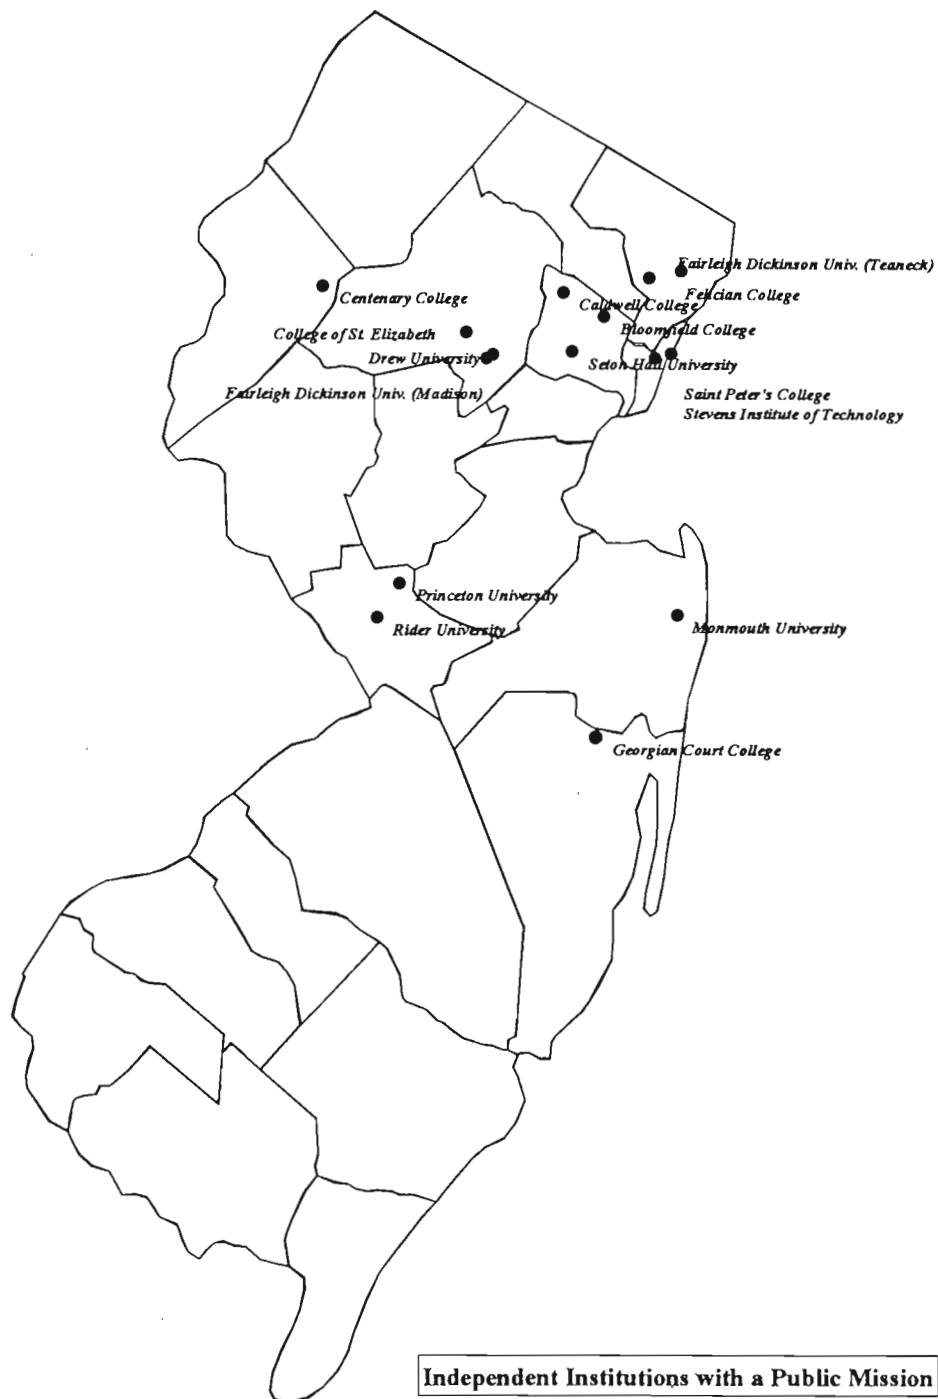 Fairleigh Dickinson Univ. (Teaneck)
Felician College
Centenary College
Caldwell College
Bloomfield College
College of St. Elizabeth
Drew University
Seton Hall University
Fairleigh Dickinson Univ. (Madison)
Saint Peter's College
Stevens Institute of Technology
Princeton University
Rider University
Monmouth University
Georgian Court College
Independent Institutions with a Public Mission